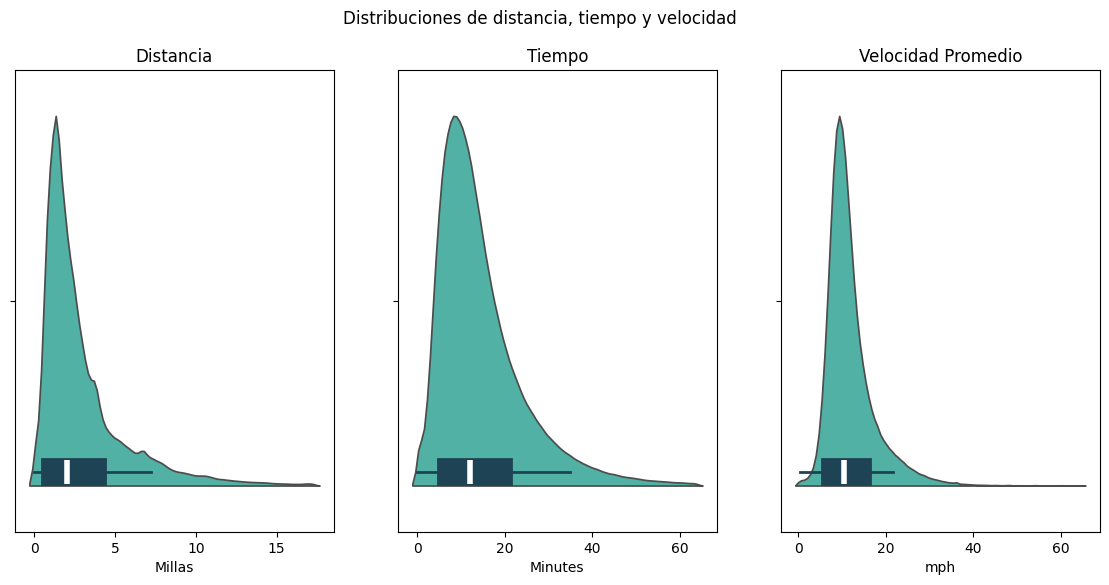 Distribuciones de distancia, tiempo y velocidad
Distancia
Tiempo
Velocidad Promedio
0 5 10 15
0 20 40 60
0 20 40 60
Millas
Minutes
mph